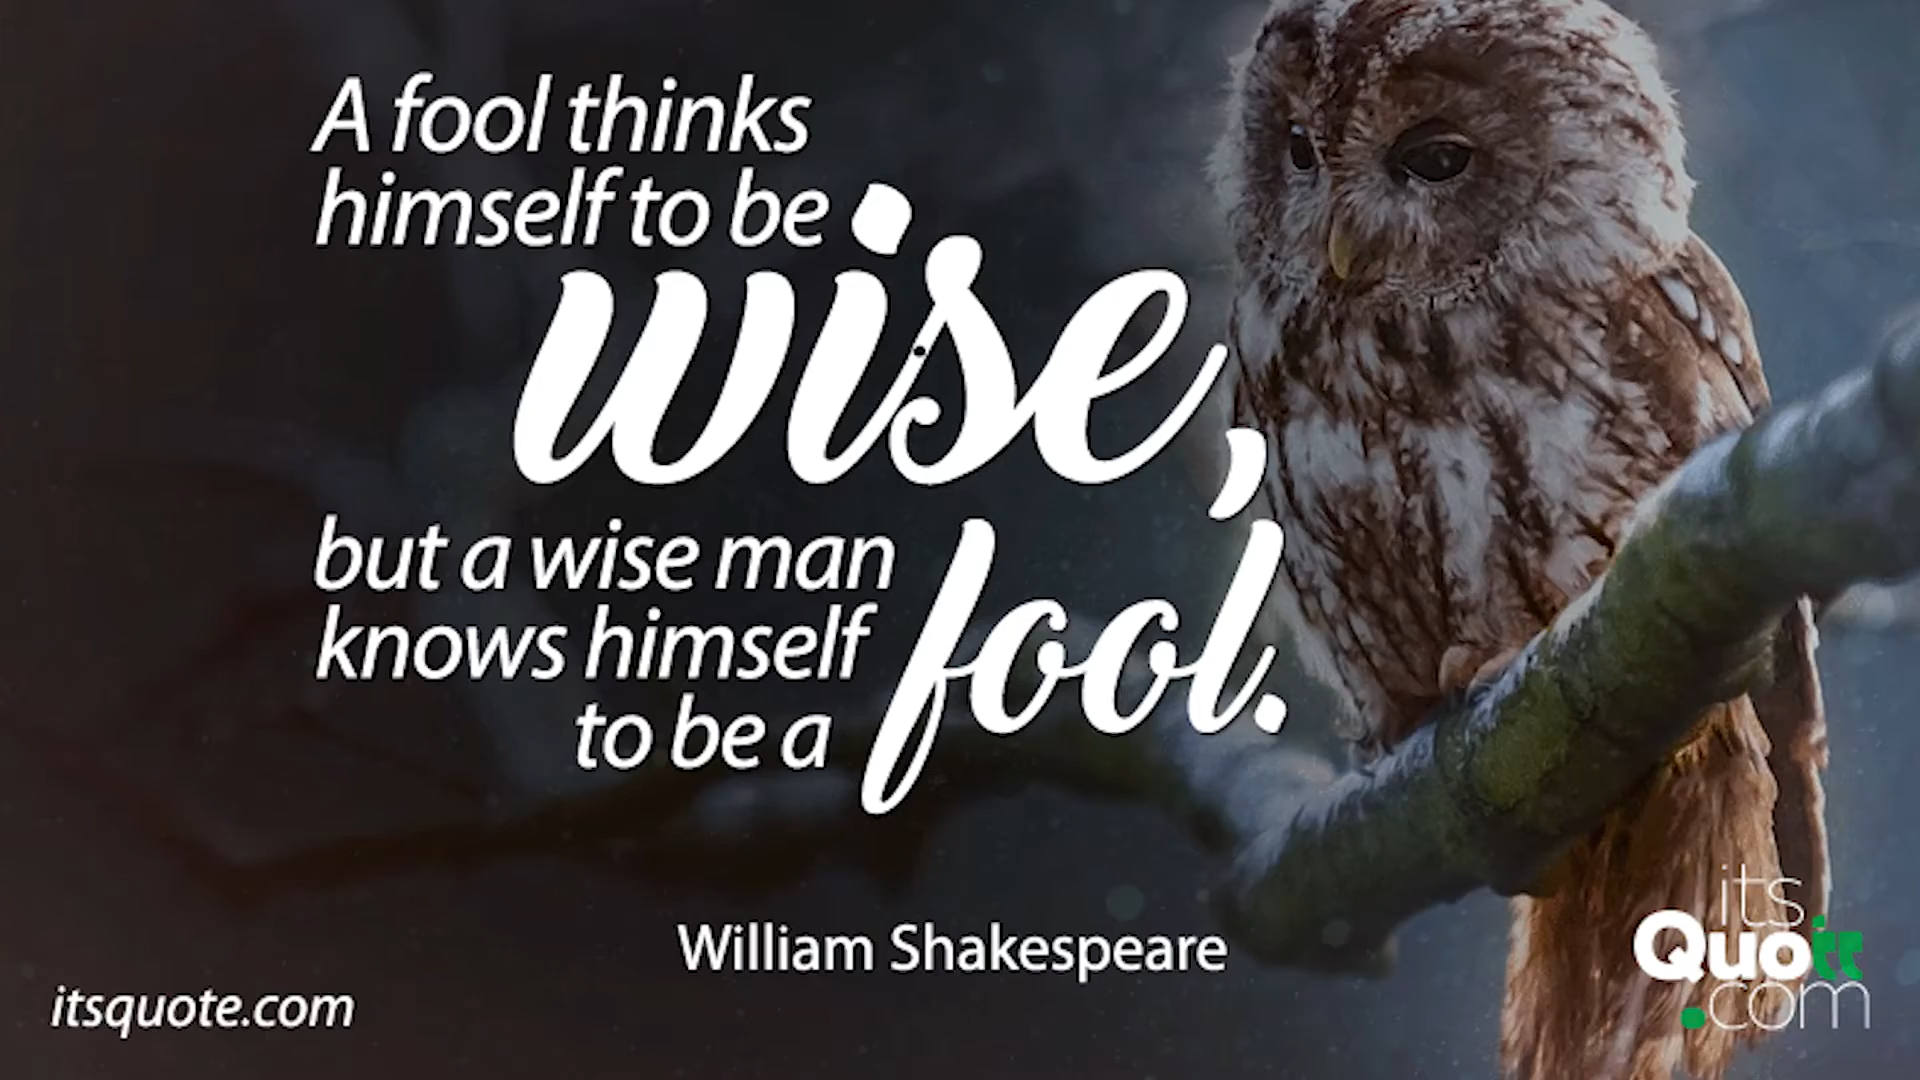 A fool thinks
himself to be
wise,
but a wise man
knows himself
to be a
fool.
William Shakespeare
itsquote.com
its
Quott
.com